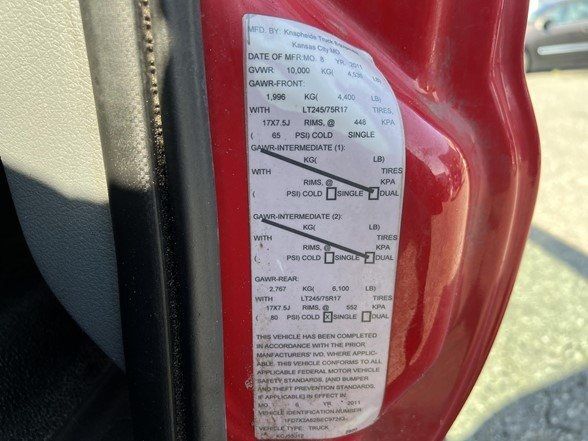 MFD. BY: Knapheide Truck
Kansas City MO
DATE OF MFR: MO. 8 YR. 2011
GVWR 10,000 KG( 4,536 LB)
GAWR-FRONT:
1,996 KG( 4,400 LB)
WITH LT245/75R17 TIRES,
17X7.5J RIMS, @ 448 KPA
( 65 PSI) COLD SINGLE
GAWR-INTERMEDIATE (1):
KG( LB)
WITH TIRES
RIMS, @ KPA
( PSI) COLD SINGLE DUAL
GAWR-INTERMEDIATE (2):
KG( LB)
WITH TIRES
RIMS, @ KPA
( PSI) COLD SINGLE DUAL
GAWR-REAR:
2,767 KG( 6,100 LB)
WITH LT245/75R17 TIRES
17X7.5J RIMS, @ 552 KPA
( 80 PSI) COLD X SINGLE DUAL
THIS VEHICLE HAS BEEN COMPLETED
IN ACCORDANCE WITH THE PRIOR
MANUFACTURERS' IVD, WHERE APPLIC-
ABLE. THIS VEHICLE CONFORMS TO ALL
APPLICABLE FEDERAL MOTOR VEHICLE
SAFETY STANDARDS, [AND BUMPER
AND THEFT PREVENTION STANDARDS,
IF APPLICABLE] IN EFFECT IN
MO. 6 YR. 2011
VEHICLE IDENTIFICATION NUMBER:
VEHICLE TYPE: TRUCK